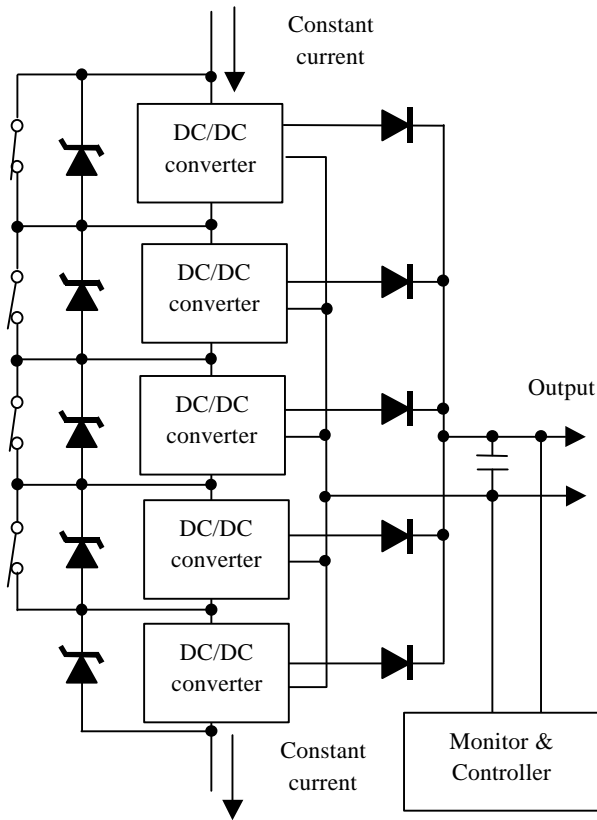 Constant
current
DC/DC
converter
DC/DC
converter
DC/DC
converter
Output
DC/DC
converter
DC/DC
converter
Constant
current
Monitor &
Controller